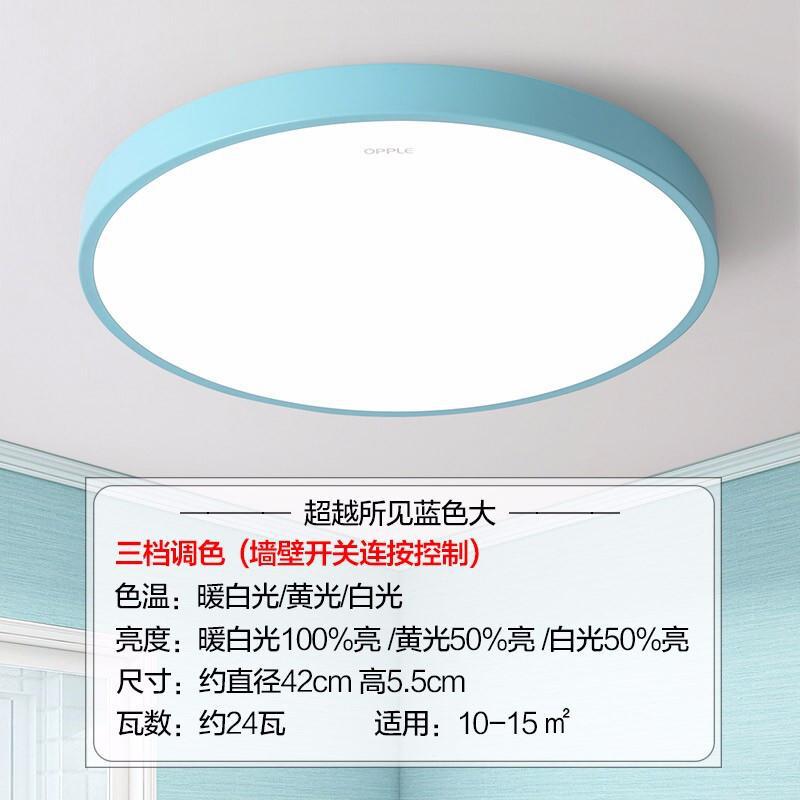 OPPLE
超越所见蓝色大
三档调色（墙壁开关连按控制）
色温：暖白光/黄光/白光
亮度：暖白光100%亮 /黄光50%亮 /白光50%亮
尺寸：约直径42cm 高5.5cm
瓦数：约24瓦 适用：10-15㎡